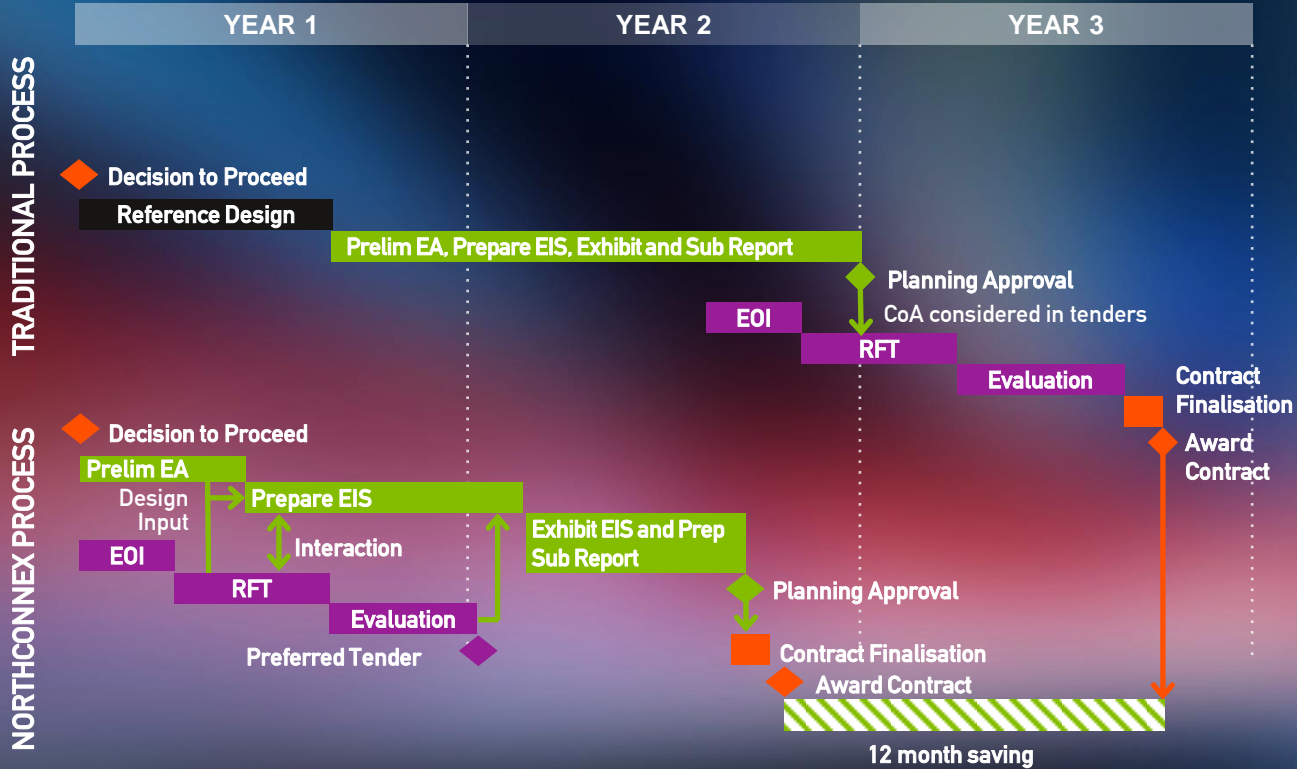 YEAR 1
YEAR 2
YEAR 3
TRADITIONAL PROCESS
Decision to Proceed
Reference Design
Prelim EA, Prepare EIS, Exhibit and Sub Report
Planning Approval
EOI
CoA considered in tenders
RFT
Evaluation
Contract
Finalisation
Award
Contract
NORTHCONNEX PROCESS
Decision to Proceed
Prelim EA
Design
Input
Prepare EIS
EOI
Interaction
Exhibit EIS and Prep
Sub Report
RFT
Planning Approval
Evaluation
Preferred Tender
Contract Finalisation
Award Contract
12 month saving